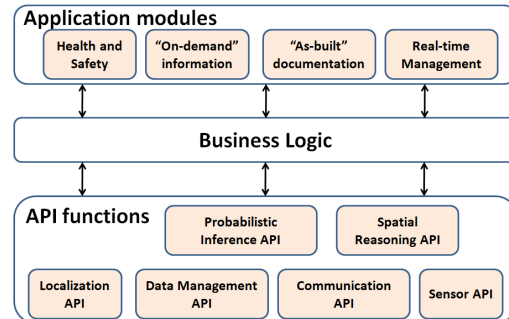 Application modules
Health and
Safety
“On-demand”
information
“As-built”
documentation
Real-time
Management
Business Logic
API functions
Probabilistic
Inference API
Spatial
Reasoning API
Localization
API
Data Management
API
Communication
API
Sensor API